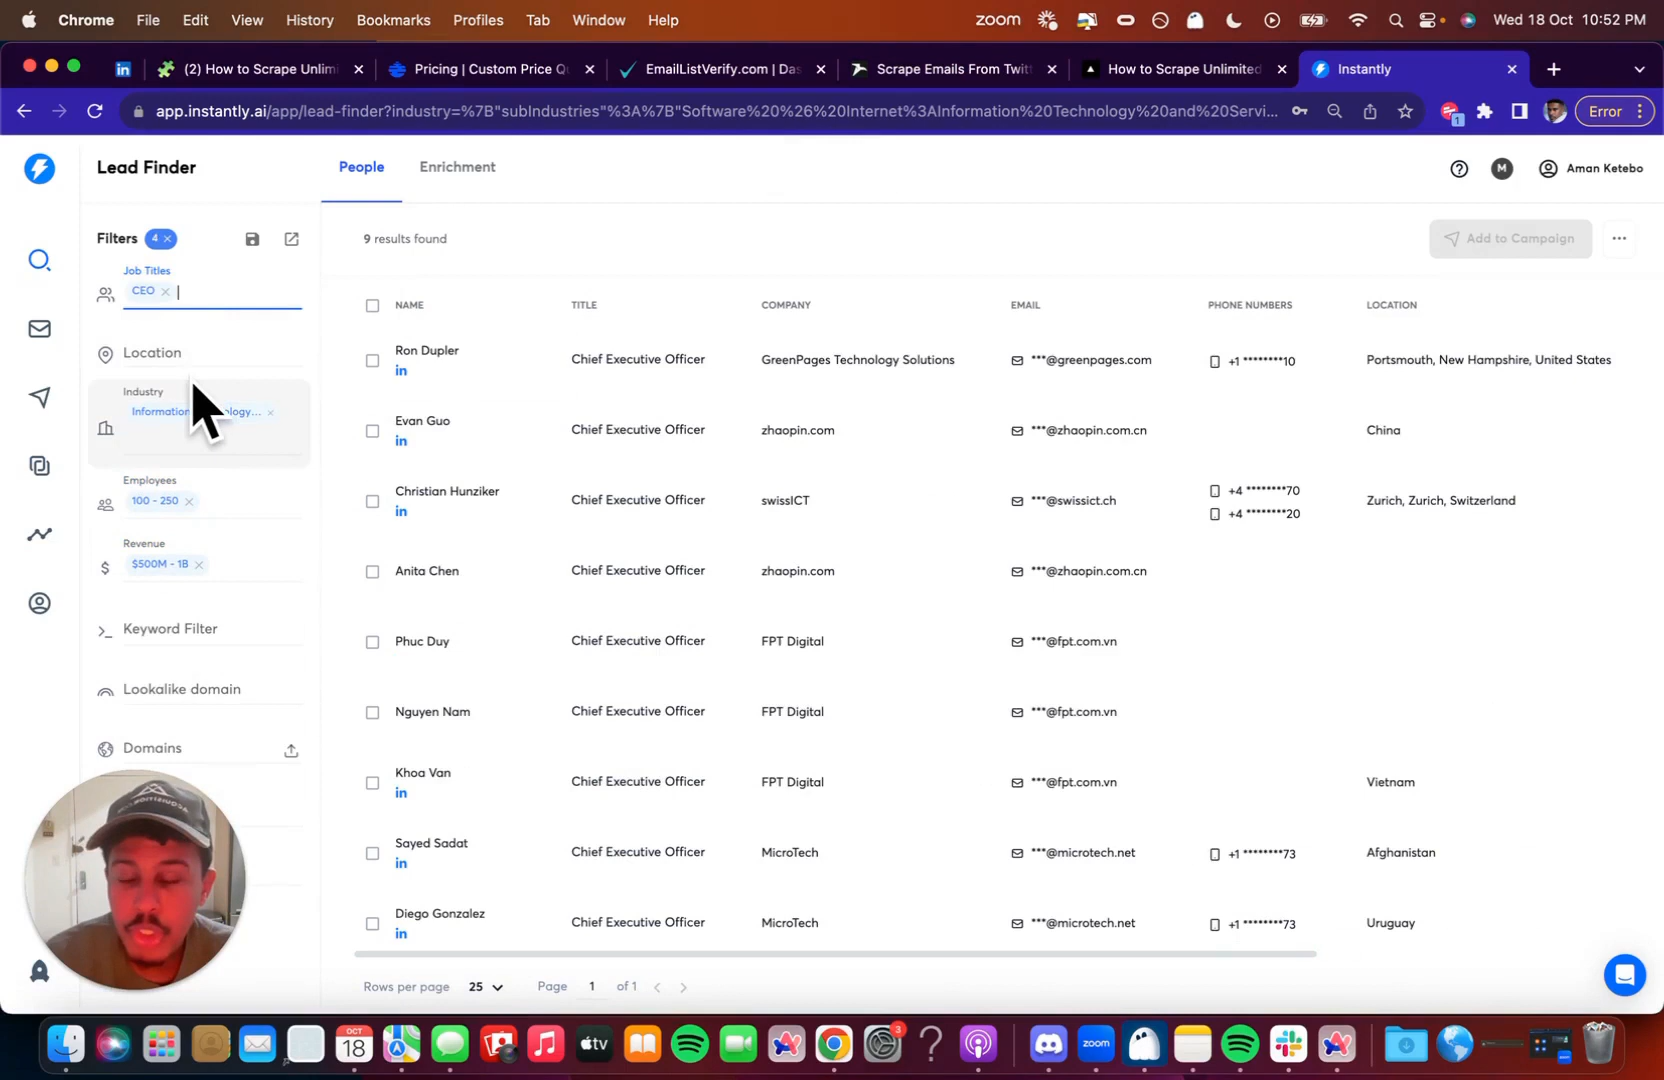 Chrome File Edit View History Bookmarks Profiles Tab Window Help zoom Wed 18 Oct 10:52 PM
(2) How to Scrape Unlimi Pricing | Custom Price Qu EmailListVerify.com | Das Scrape Emails From Twitt How to Scrape Unlimited Instantly
app.instantly.ai/app/lead-finder?industry=%7B"subIndustries"%3A%7B"Software%20%26%20Internet%3AInformation%20Technology%20and%20Servi... 1 Error
Lead Finder People Enrichment M Aman Ketebo
Filters 4 × 9 results found Add to Campaign
Job Titles
CEO
NAME TITLE COMPANY EMAIL PHONE NUMBERS LOCATION
Location
Industry
Employees
100 - 250
Revenue
$500M - 1B
Keyword Filter
Lookalike domain
Domains
Ron Dupler Chief Executive Officer GreenPages Technology Solutions ***@greenpages.com +1 ********10 Portsmouth, New Hampshire, United States
in
Evan Guo Chief Executive Officer zhaopin.com ***@zhaopin.com.cn China
in
Christian Hunziker Chief Executive Officer swissICT ***@swissict.ch +4 ********70 Zurich, Zurich, Switzerland
in +4 ********20
Anita Chen Chief Executive Officer zhaopin.com ***@zhaopin.com.cn
Phuc Duy Chief Executive Officer FPT Digital ***@fpt.com.vn
Nguyen Nam Chief Executive Officer FPT Digital ***@fpt.com.vn
Khoa Van Chief Executive Officer FPT Digital ***@fpt.com.vn Vietnam
in
Sayed Sadat Chief Executive Officer MicroTech ***@microtech.net +1 ********73 Afghanistan
in
Diego Gonzalez Chief Executive Officer MicroTech ***@microtech.net +1 ********73 Uruguay
in
Rows per page 25 Page 1 of 1
OCT
18
tv
3
zoom